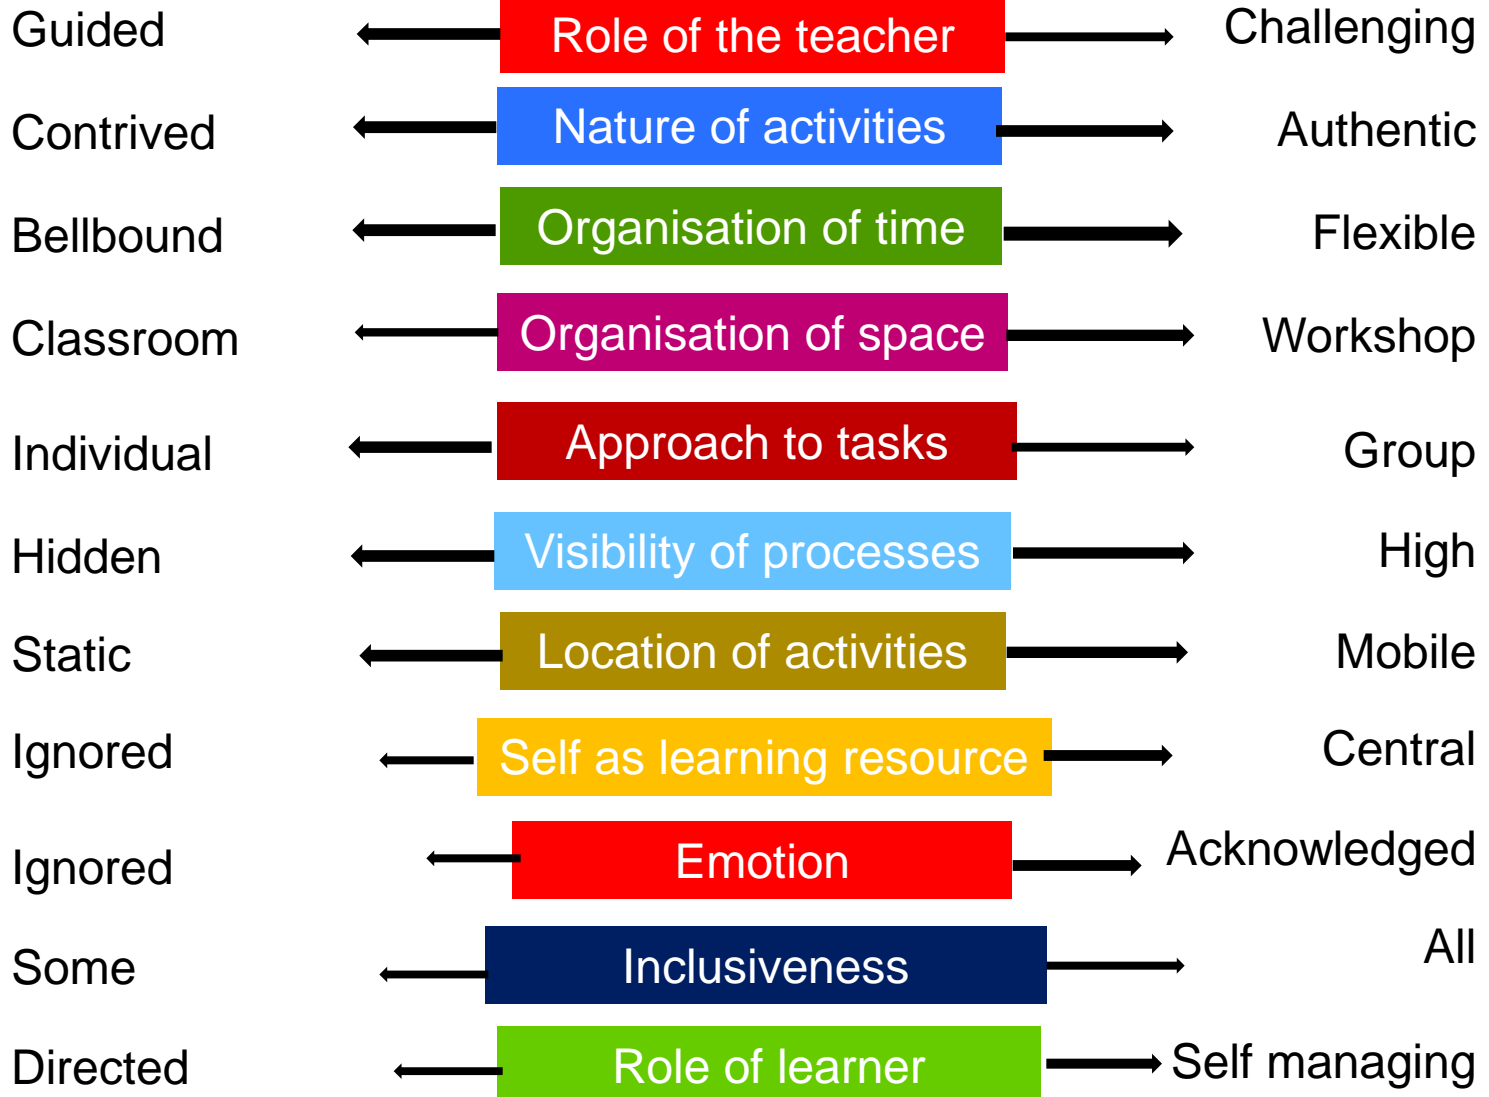 Guided Role of the teacher Challenging
Contrived Nature of activities Authentic
Bellbound Organisation of time Flexible
Classroom Organisation of space Workshop
Individual Approach to tasks Group
Hidden Visibility of processes High
Static Location of activities Mobile
Ignored Self as learning resource Central
Ignored Emotion Acknowledged
Some Inclusiveness All
Directed Role of learner Self managing